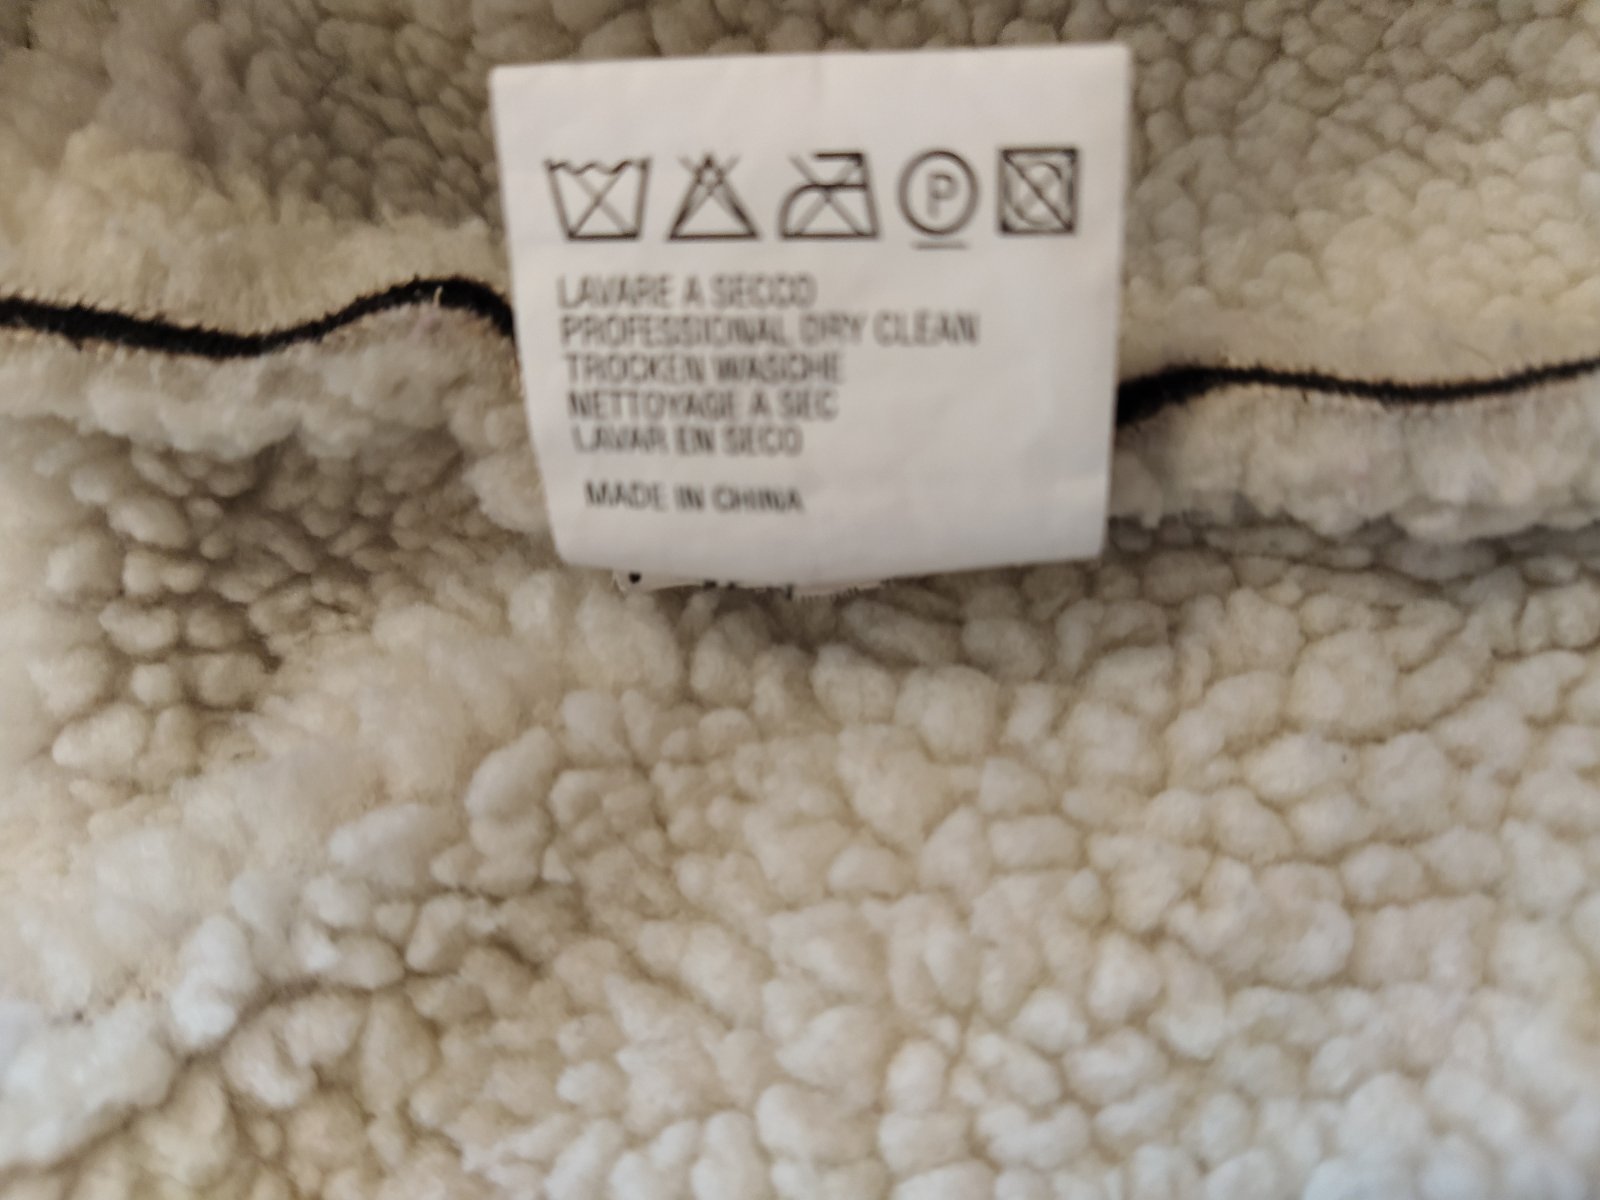 P
LAVARE A SECCO
PROFESSIONAL DRY CLEAN
TROCKEN WASCHE
NETTOYAGE A SEC
LAVAR EN SECO
MADE IN CHINA